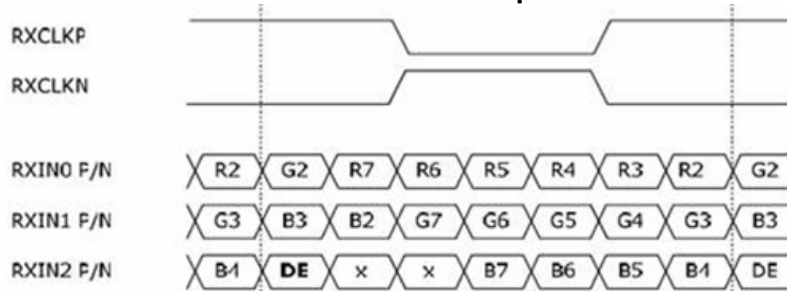 RXCLKP
RXCLKN
RXIN0 P/N R2 G2 R7 R6 R5 R4 R3 R2 G2
RXIN1 P/N G3 B3 B2 G7 G6 G5 G4 G3 B3
RXIN2 P/N B4 DE x x B7 B6 B5 B4 DE